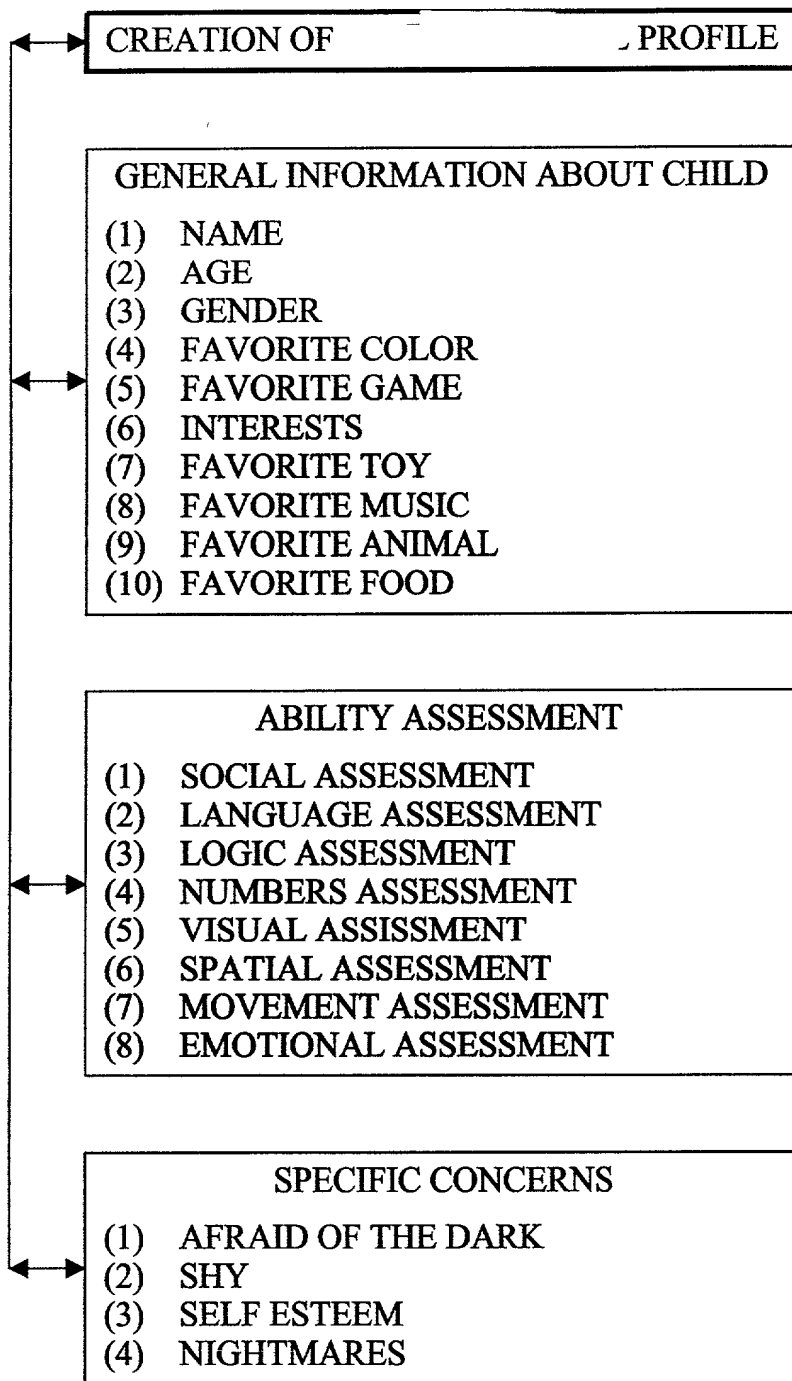 CREATION OF PROFILE
GENERAL INFORMATION ABOUT CHILD
(1) NAME
(2) AGE
(3) GENDER
(4) FAVORITE COLOR
(5) FAVORITE GAME
(6) INTERESTS
(7) FAVORITE TOY
(8) FAVORITE MUSIC
(9) FAVORITE ANIMAL
(10) FAVORITE FOOD
ABILITY ASSESSMENT
(1) SOCIAL ASSESSMENT
(2) LANGUAGE ASSESSMENT
(3) LOGIC ASSESSMENT
(4) NUMBERS ASSESSMENT
(5) VISUAL ASSISSMENT
(6) SPATIAL ASSESSMENT
(7) MOVEMENT ASSESSMENT
(8) EMOTIONAL ASSESSMENT
SPECIFIC CONCERNS
(1) AFRAID OF THE DARK
(2) SHY
(3) SELF ESTEEM
(4) NIGHTMARES